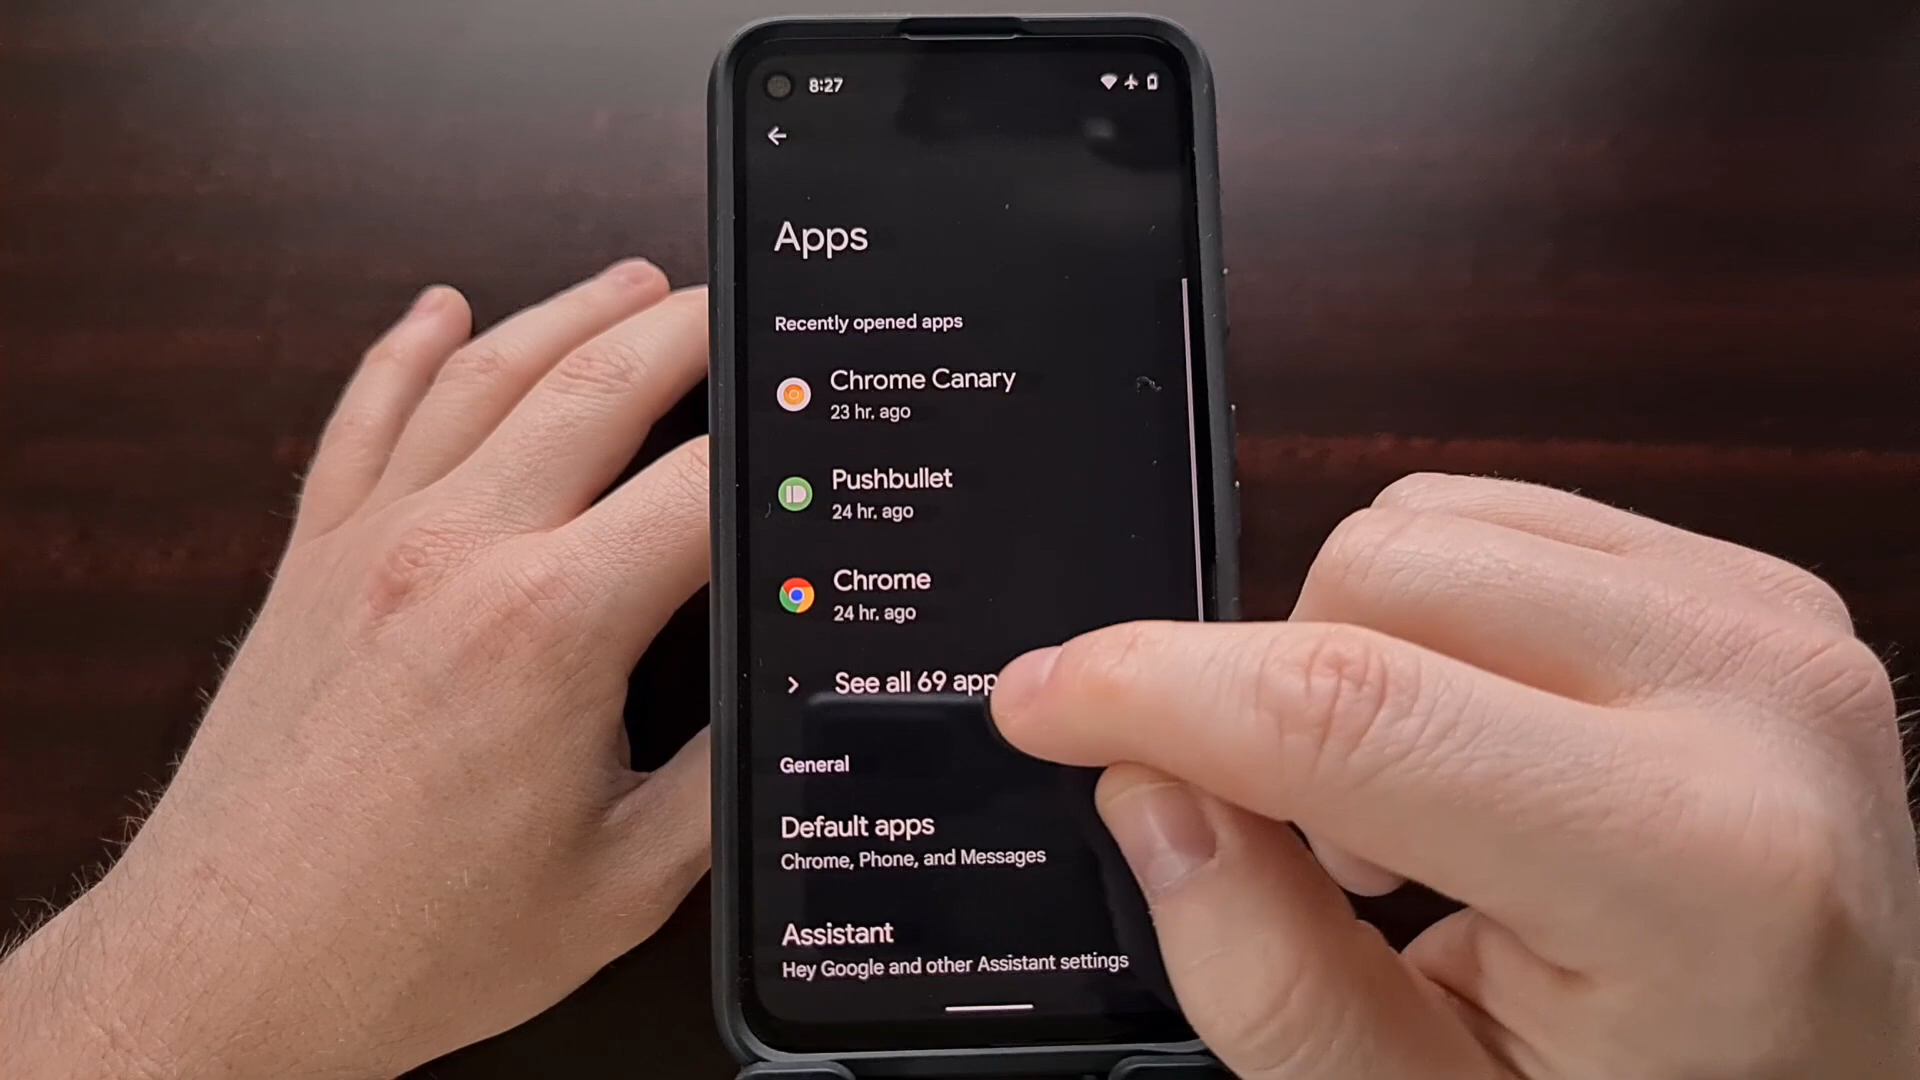 8:27
Apps
Recently opened apps
Chrome Canary
23 hr. ago
Pushbullet
24 hr. ago
Chrome
24 hr. ago
See all 69 app
General
Default apps
Chrome, Phone, and Messages
Assistant
Hey Google and other Assistant settings